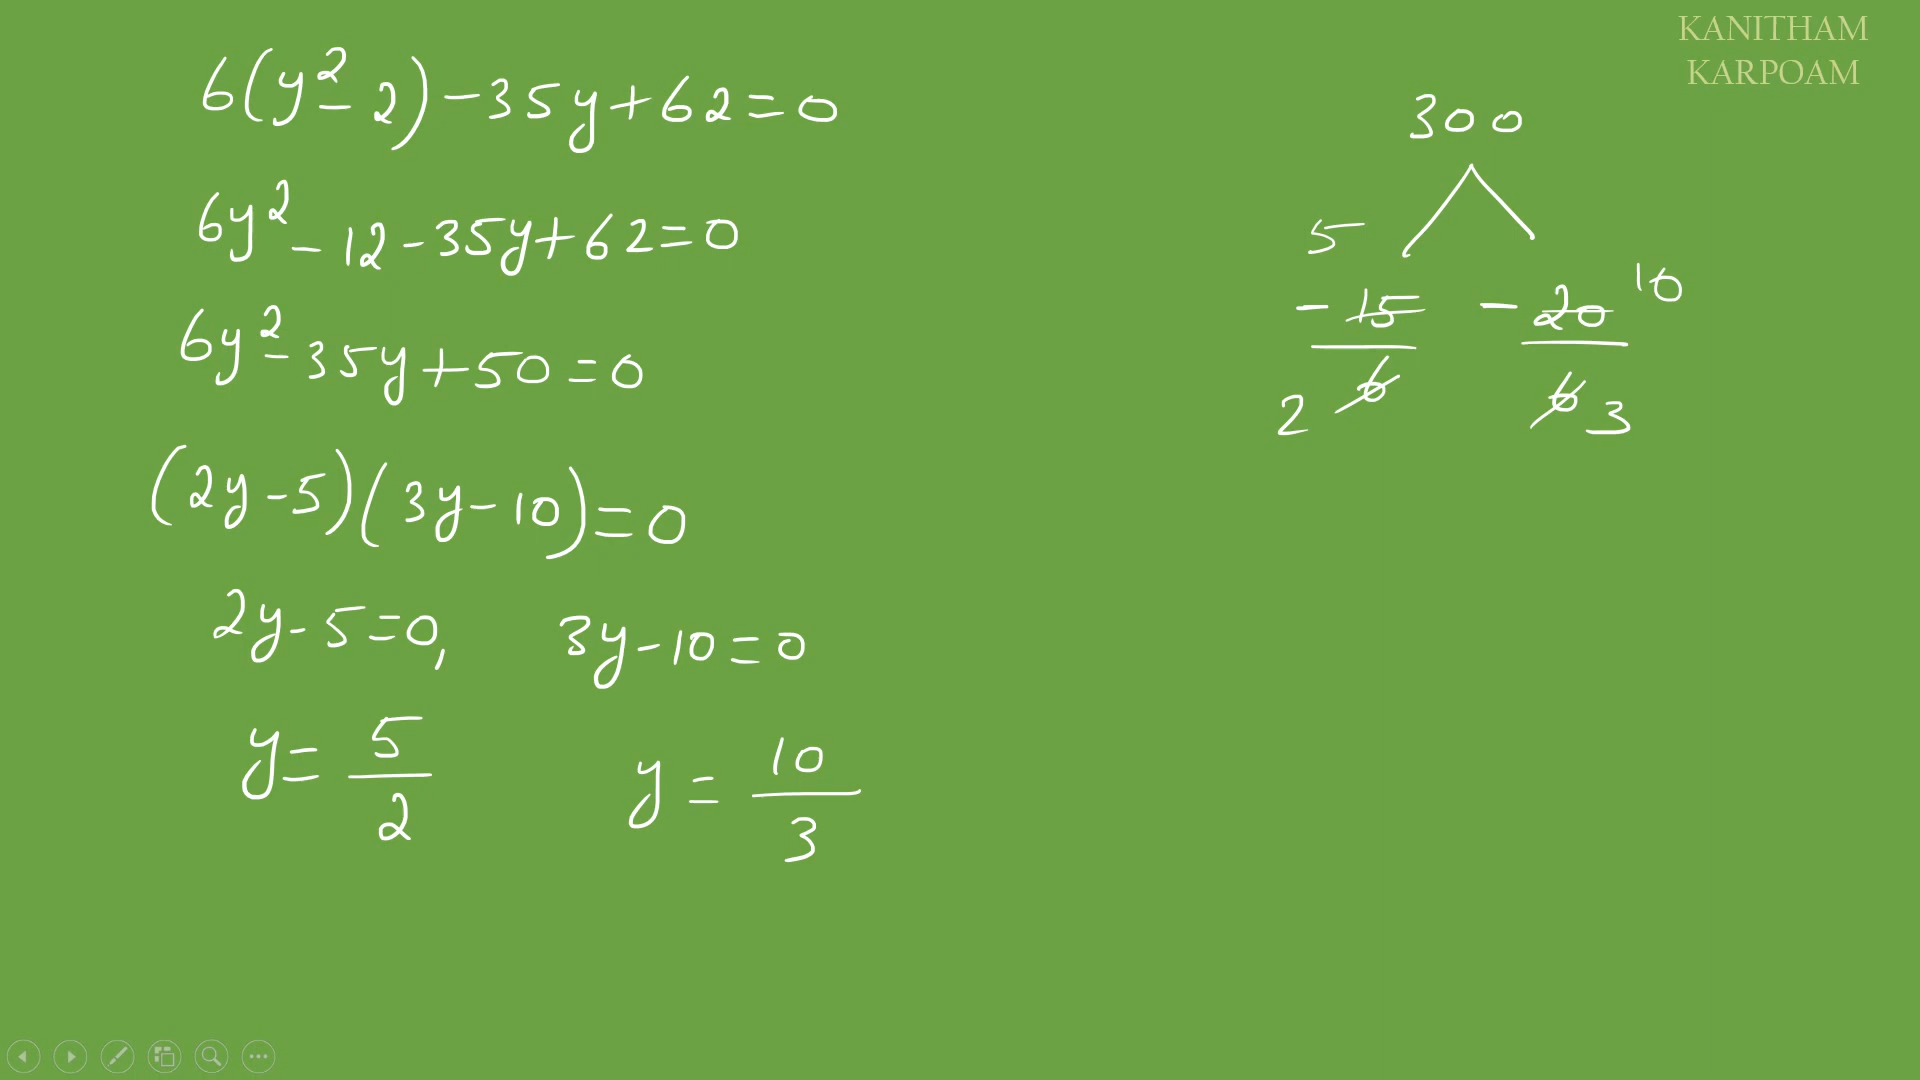 KANITHAM
KARPOAM
6(y² - 2) - 35y + 62 = 0
6y² - 12 - 35y + 62 = 0
6y² - 35y + 50 = 0
(2y - 5)(3y - 10) = 0
2y - 5 = 0, 3y - 10 = 0
y = 5/2 y = 10/3
300
5 10
- 15 - 20
2 6 6 3